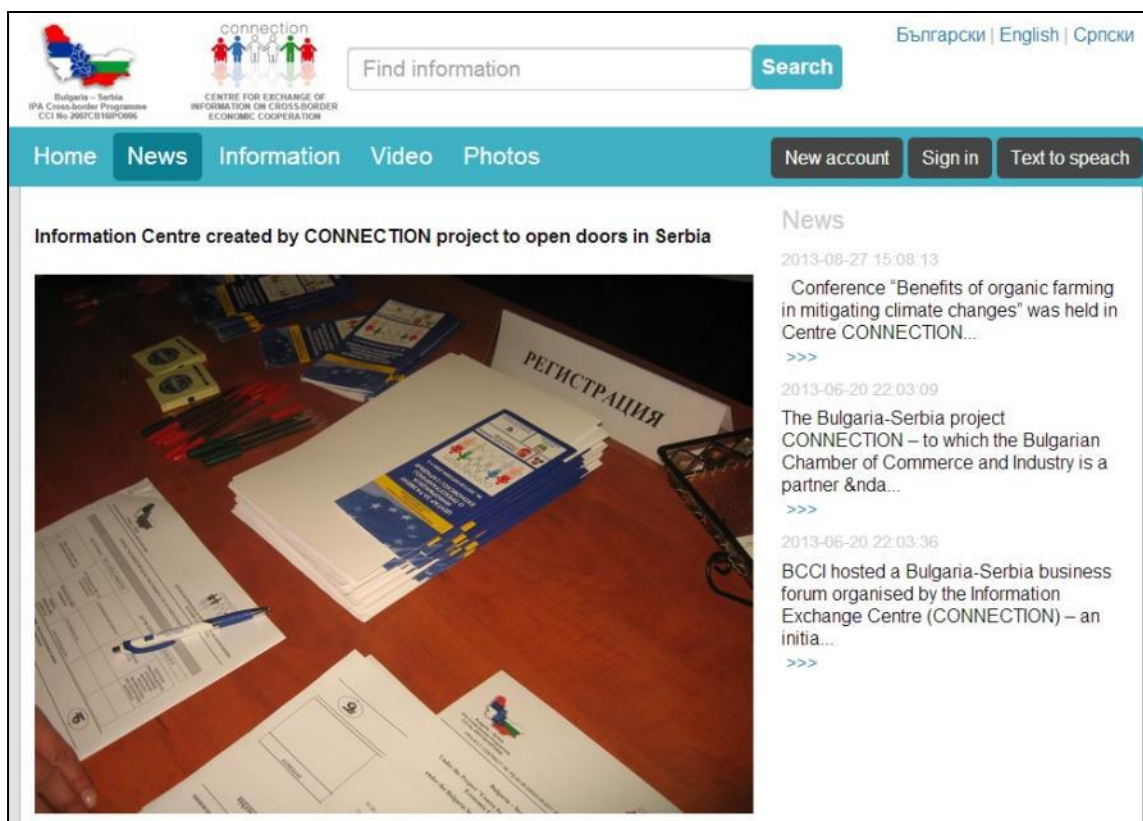 Bulgaria – Serbia
IPA Cross-border Programme
CCI No 2007CB16IPO006
connection
CENTRE FOR EXCHANGE OF
INFORMATION ON CROSS-BORDER
ECONOMIC COOPERATION
Find information
Search
Български | English | Српски
Home News Information Video Photos
New account Sign in Text to speach
Information Centre created by CONNECTION project to open doors in Serbia
РЕГИСТРАЦИЯ
News
2013-08-27 15:08:13
Conference “Benefits of organic farming
in mitigating climate changes” was held in
Centre CONNECTION...
>>>
2013-06-20 22:03:09
The Bulgaria-Serbia project
CONNECTION – to which the Bulgarian
Chamber of Commerce and Industry is a
partner &nda...
>>>
2013-06-20 22:03:36
BCCI hosted a Bulgaria-Serbia business
forum organised by the Information
Exchange Centre (CONNECTION) – an
initia...
>>>